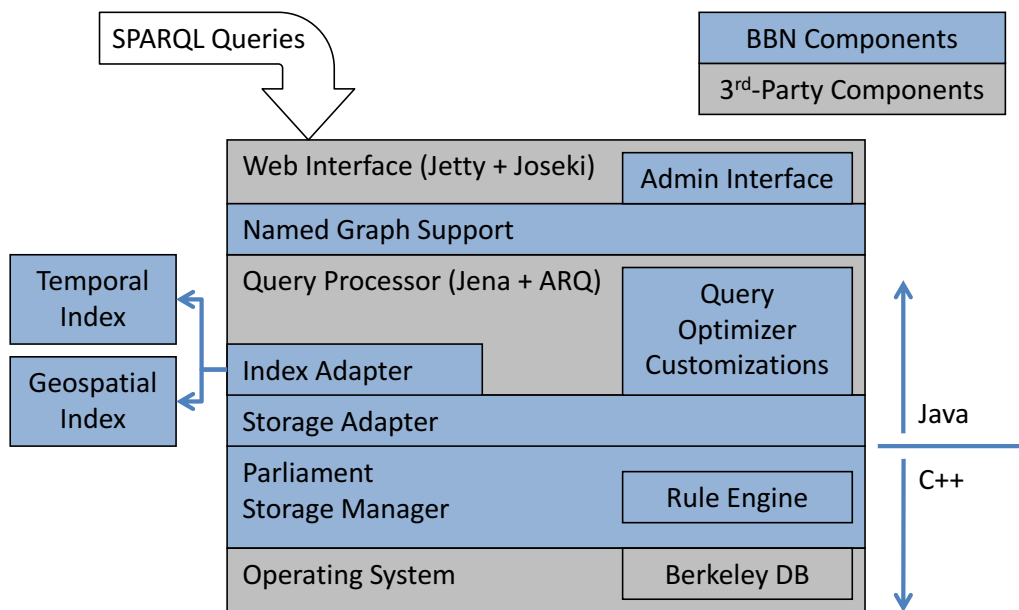 SPARQL Queries
BBN Components
3rd-Party Components
Web Interface (Jetty + Joseki)
Admin Interface
Named Graph Support
Temporal
Index
Geospatial
Index
Query Processor (Jena + ARQ)
Query
Optimizer
Customizations
Index Adapter
Storage Adapter
Java
C++
Parliament
Storage Manager
Rule Engine
Operating System
Berkeley DB